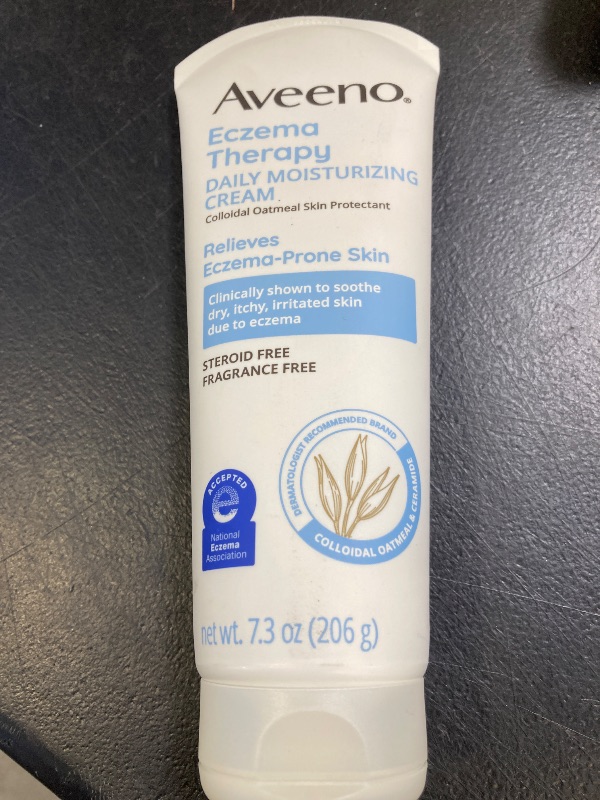 Aveeno®
Eczema
Therapy
DAILY MOISTURIZING
CREAM
Colloidal Oatmeal Skin Protectant
Relieves
Eczema-Prone Skin
Clinically shown to soothe
dry, itchy, irritated skin
due to eczema
STEROID FREE
FRAGRANCE FREE
DERMATOLOGIST RECOMMENDED BRAND
COLLOIDAL OATMEAL & CERAMIDE
ACCEPTED
National
Eczema
Association
net wt. 7.3 oz (206 g)